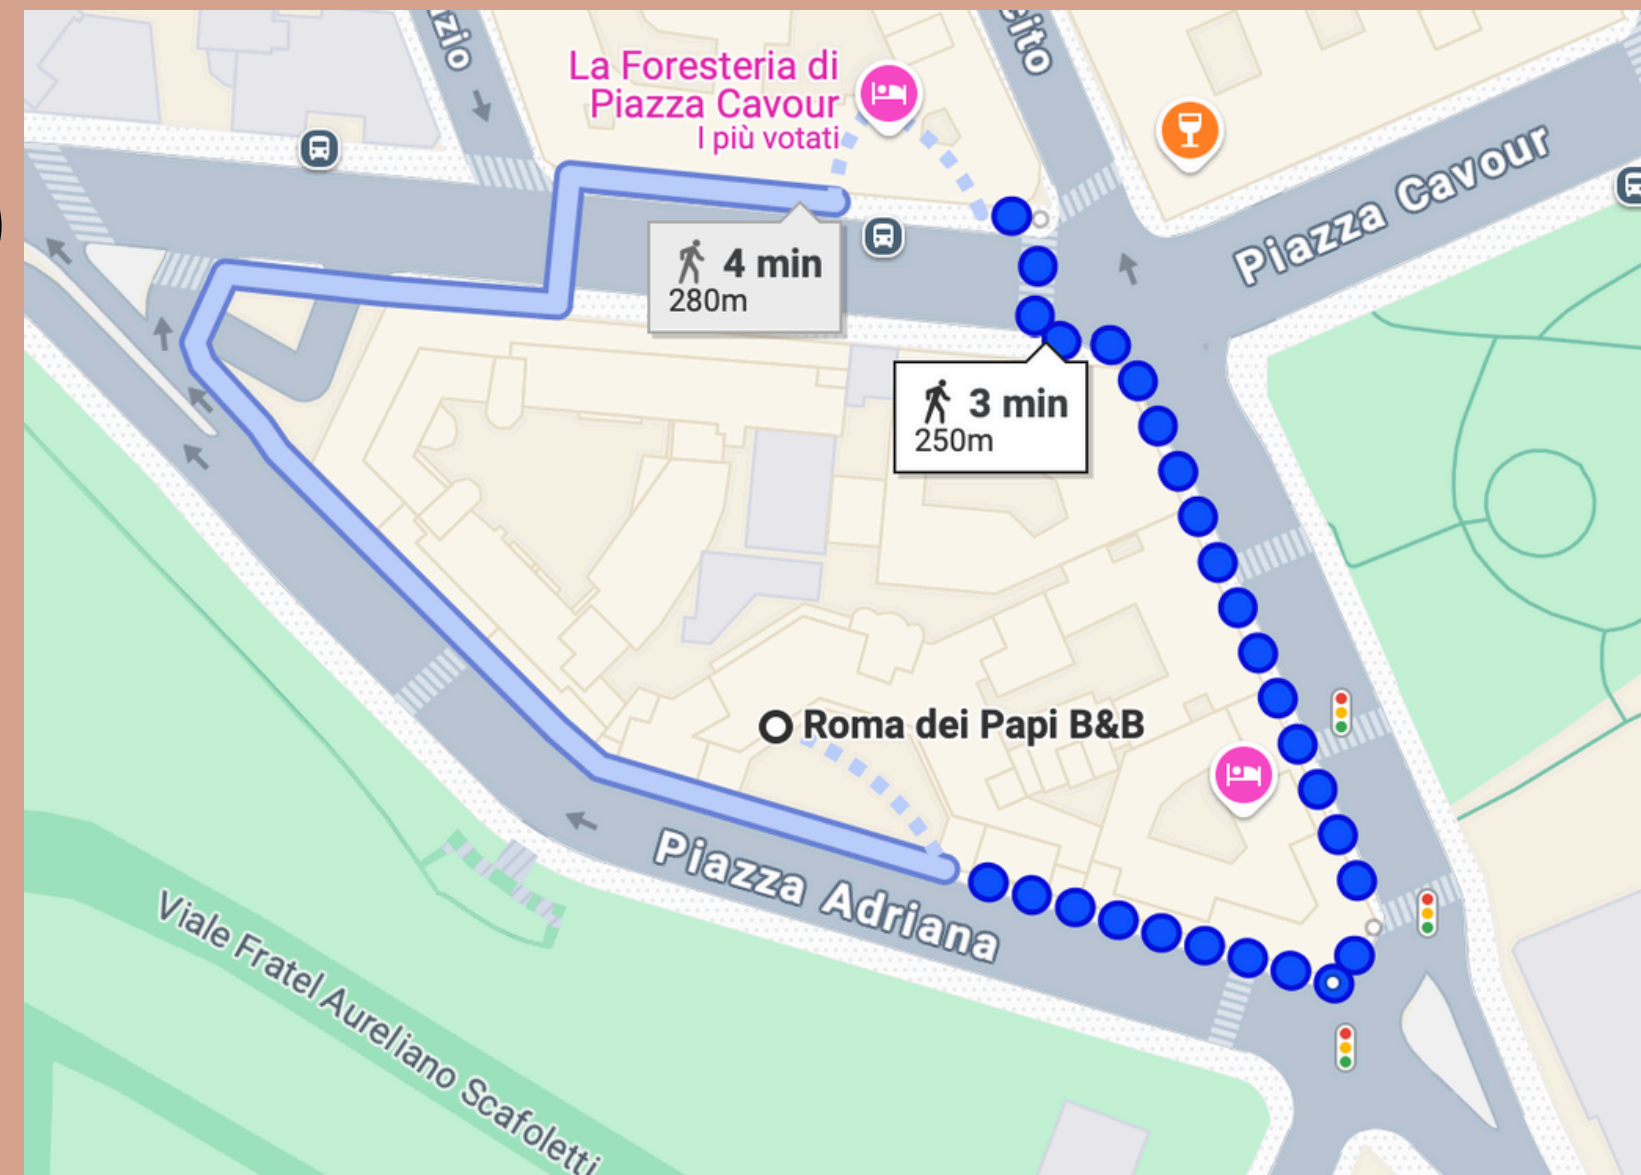 La Foresteria di
Piazza Cavour
I più votati
Piazza Cavour
4 min
280m
3 min
250m
Roma dei Papi B&B
Piazza Adriana
Viale Fratel Aureliano Scafoletti